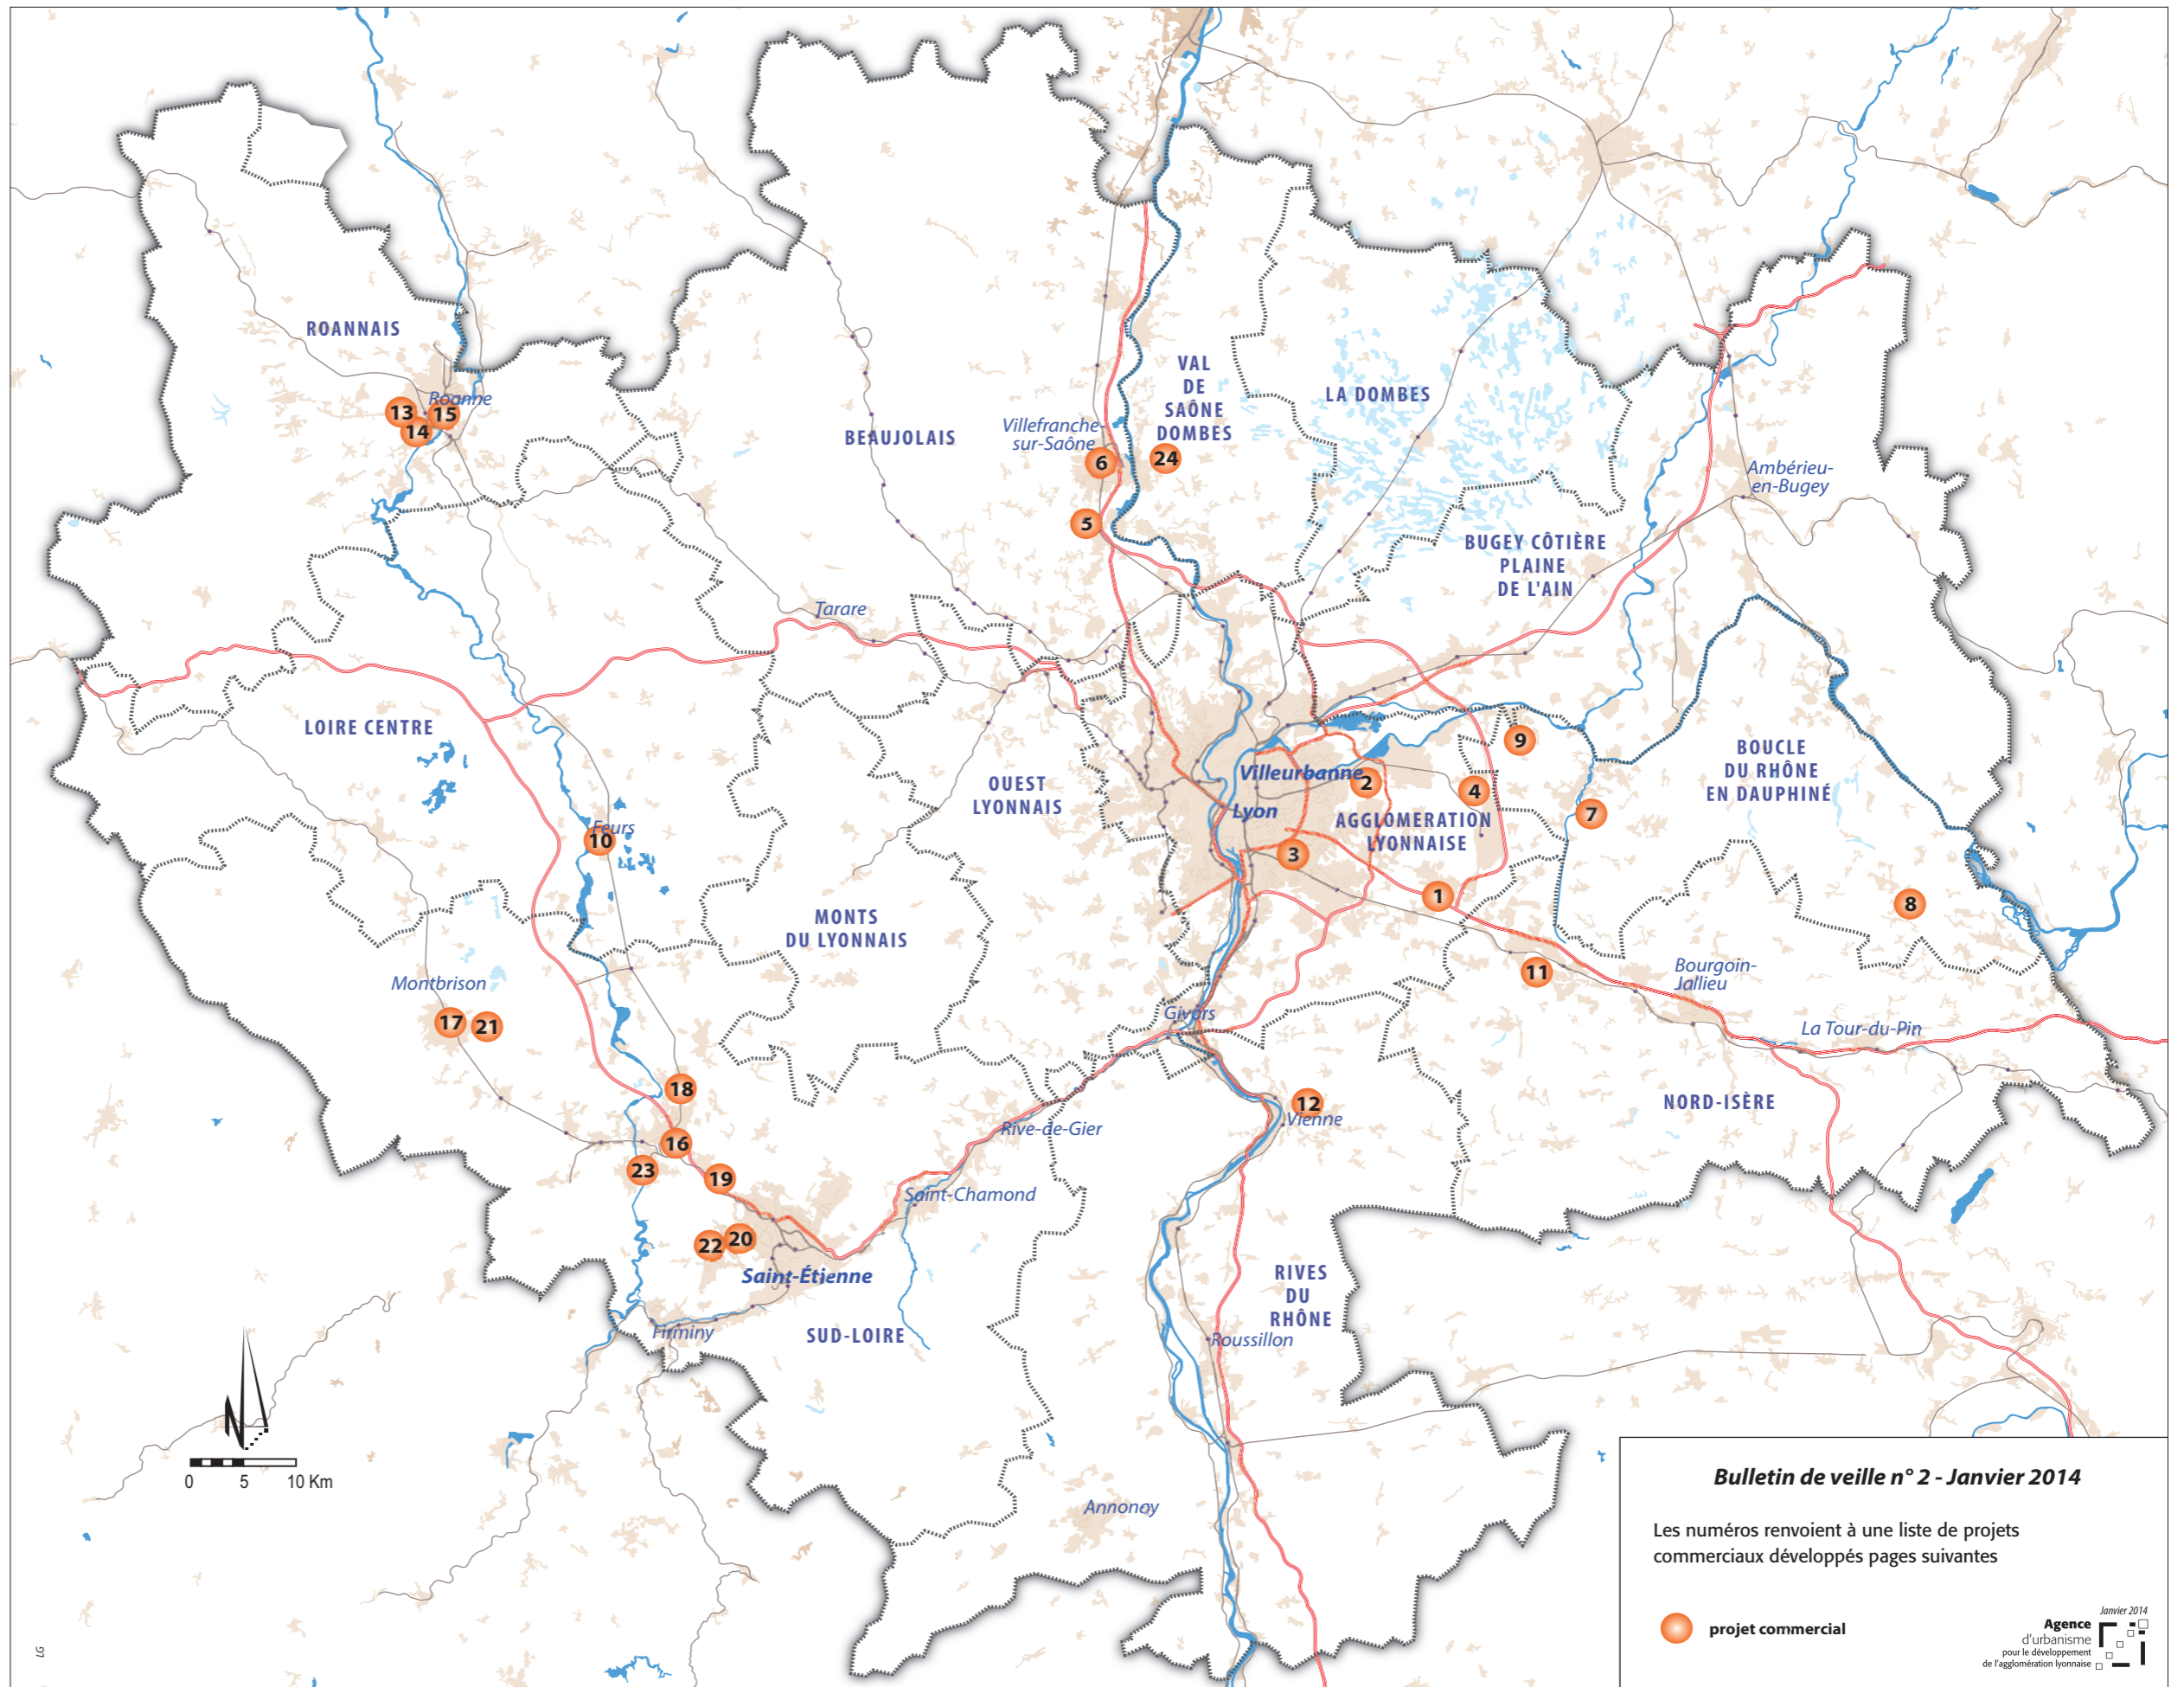 ROANNAIS
Roanne
13
15
14
BEAUJOLAIS
VAL
DE
SAÔNE
DOMBES
LA DOMBES
Villefranche-
sur-Saône
6
24
5
Ambérieu-
en-Bugey
BUGEY CÔTIÈRE
PLAINE
DE L'AIN
Tarare
LOIRE CENTRE
OUEST
LYONNAIS
Villeurbanne
2
Lyon
4
9
7
AGGLOMERATION
LYONNAISE
3
1
BOUCLE
DU RHÔNE
EN DAUPHINÉ
8
Feurs
10
MONTS
DU LYONNAIS
11
Bourgoin-
Jallieu
Montbrison
17
21
Givors
La Tour-du-Pin
18
12
Vienne
NORD-ISÈRE
Rive-de-Gier
16
23
19
Saint-Chamond
22
20
Saint-Étienne
Firminy
SUD-LOIRE
RIVES
DU
RHÔNE
Roussillon
Annonay
N
0 5 10 Km
LG
Bulletin de veille n° 2 - Janvier 2014
Les numéros renvoient à une liste de projets
commerciaux développés pages suivantes
projet commercial
Janvier 2014
Agence
d'urbanisme
pour le développement
de l'agglomération lyonnaise